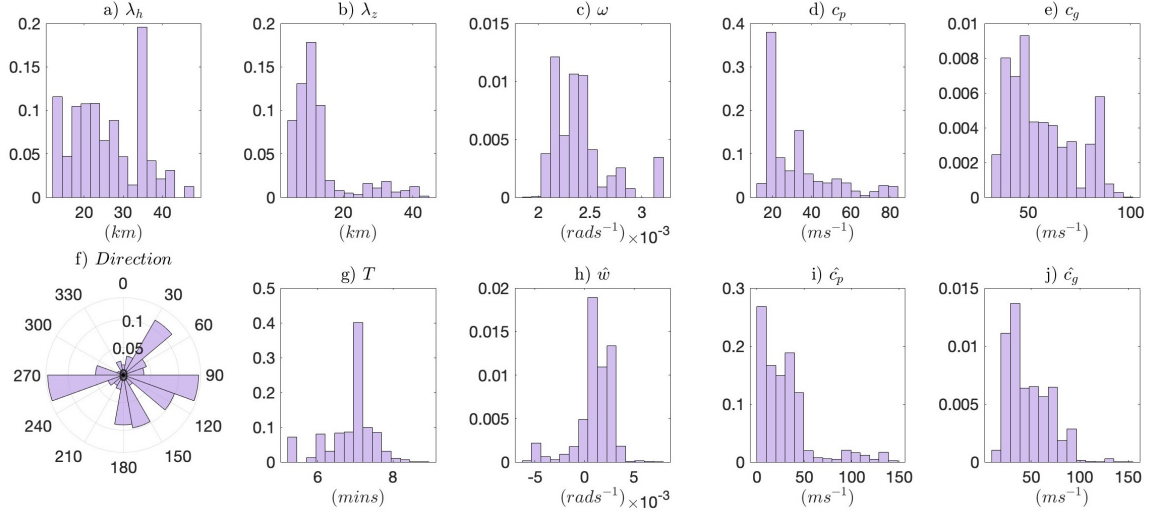 a) λ_h
b) λ_z
c) ω
d) c_p
e) c_g
0.2
0.15
0.1
0.05
0
20 30 40
(km)
0.2
0.15
0.1
0.05
0
20 40
(km)
0.015
0.01
0.005
0
2 2.5 3
(rads⁻¹) ×10⁻³
0.4
0.3
0.2
0.1
0
20 40 60 80
(ms⁻¹)
0.01
0.008
0.006
0.004
0.002
0
50 100
(ms⁻¹)
f) Direction
0
30
60
90
120
150
180
210
240
270
300
330
0.1
0.05
g) T
0.5
0.4
0.3
0.2
0.1
0
6 8
(mins)
h) ŵ
0.02
0.015
0.01
0.005
0
-5 0 5
(rads⁻¹) ×10⁻³
i) ĉ_p
0.3
0.2
0.1
0
0 50 100 150
(ms⁻¹)
j) ĉ_g
0.015
0.01
0.005
0
50 100 150
(ms⁻¹)